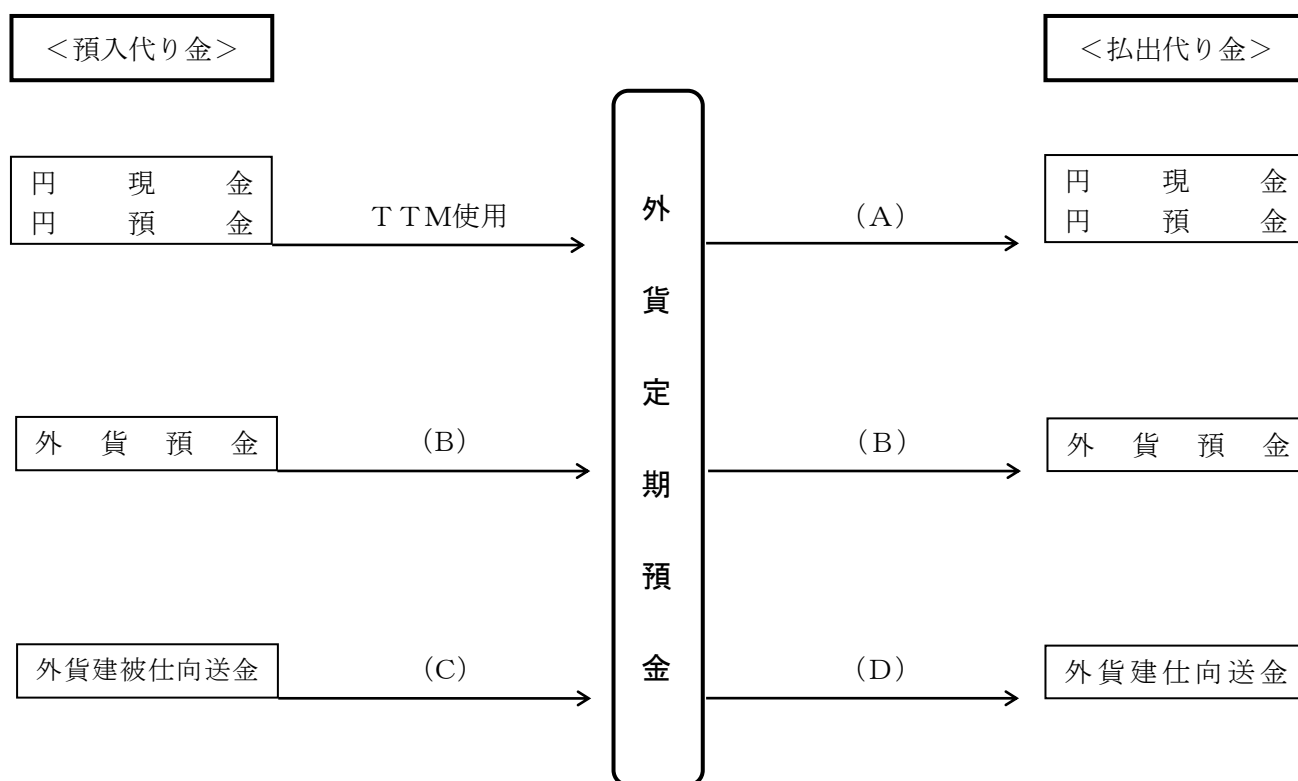 ＜預入代り金＞
＜払出代り金＞
円現金
円預金
ＴＴＭ使用
（Ａ）
円現金
円預金
外貨定期預金
外貨預金
（Ｂ）
（Ｂ）
外貨預金
外貨建被仕向送金
（Ｃ）
（Ｄ）
外貨建仕向送金